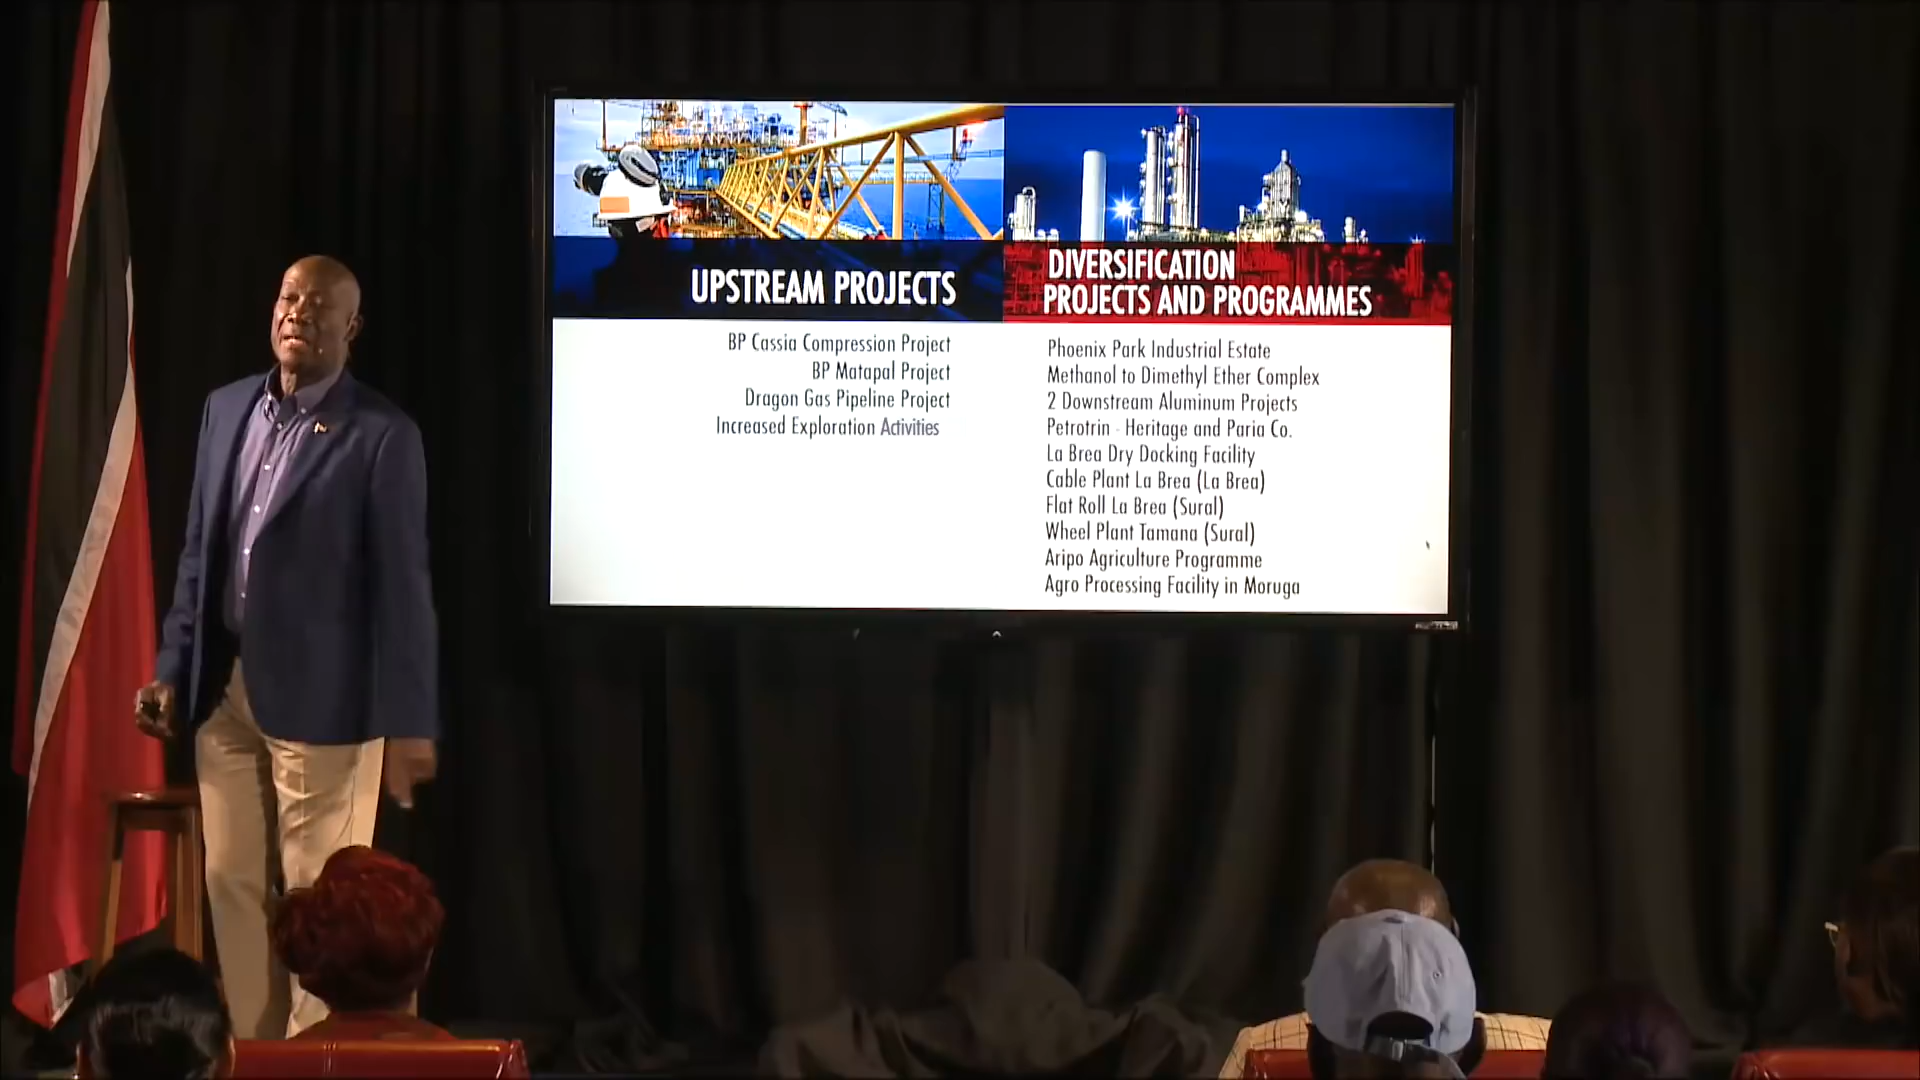 UPSTREAM PROJECTS
BP Cassia Compression Project
BP Matapal Project
Dragon Gas Pipeline Project
Increased Exploration Activities
DIVERSIFICATION
PROJECTS AND PROGRAMMES
Phoenix Park Industrial Estate
Methanol to Dimethyl Ether Complex
2 Downstream Aluminum Projects
Petrotrin - Heritage and Paria Co.
La Brea Dry Docking Facility
Cable Plant La Brea (La Brea)
Flat Roll La Brea (Sural)
Wheel Plant Tamana (Sural)
Aripo Agriculture Programme
Agro Processing Facility in Moruga